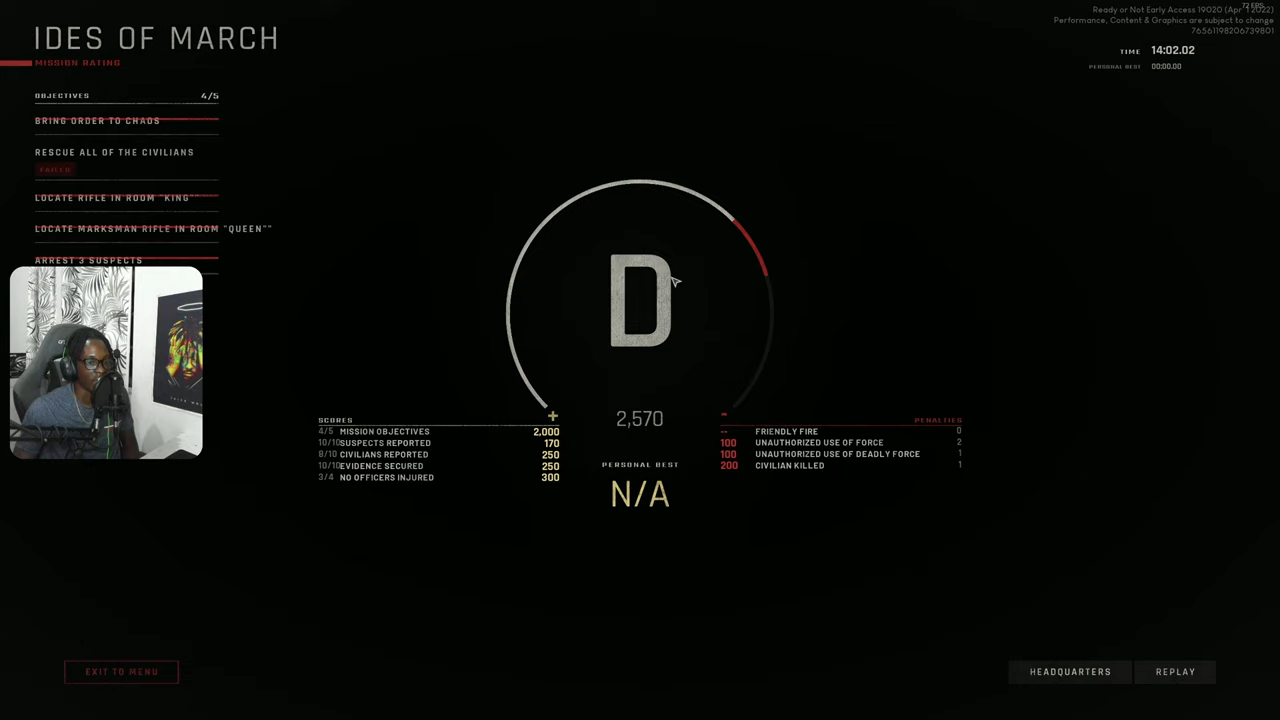 72 FPS
Ready or Not Early Access 19020 (Apr 1 2022)
Performance, Content & Graphics are subject to change
76561198206739801
IDES OF MARCH
MISSION RATING
TIME 14:02.02
PERSONAL BEST 00:00.00
OBJECTIVES 4/5
BRING ORDER TO CHAOS
RESCUE ALL OF THE CIVILIANS
FAILED
LOCATE RIFLE IN ROOM "KING"
LOCATE MARKSMAN RIFLE IN ROOM "QUEEN""
ARREST 3 SUSPECTS
D
2,570
PERSONAL BEST
N/A
SCORES +
4/5 MISSION OBJECTIVES 2,000
10/10 SUSPECTS REPORTED 170
8/10 CIVILIANS REPORTED 250
10/10 EVIDENCE SECURED 250
3/4 NO OFFICERS INJURED 300
- PENALTIES
-- FRIENDLY FIRE 0
100 UNAUTHORIZED USE OF FORCE 2
100 UNAUTHORIZED USE OF DEADLY FORCE 1
200 CIVILIAN KILLED 1
EXIT TO MENU
HEADQUARTERS
REPLAY